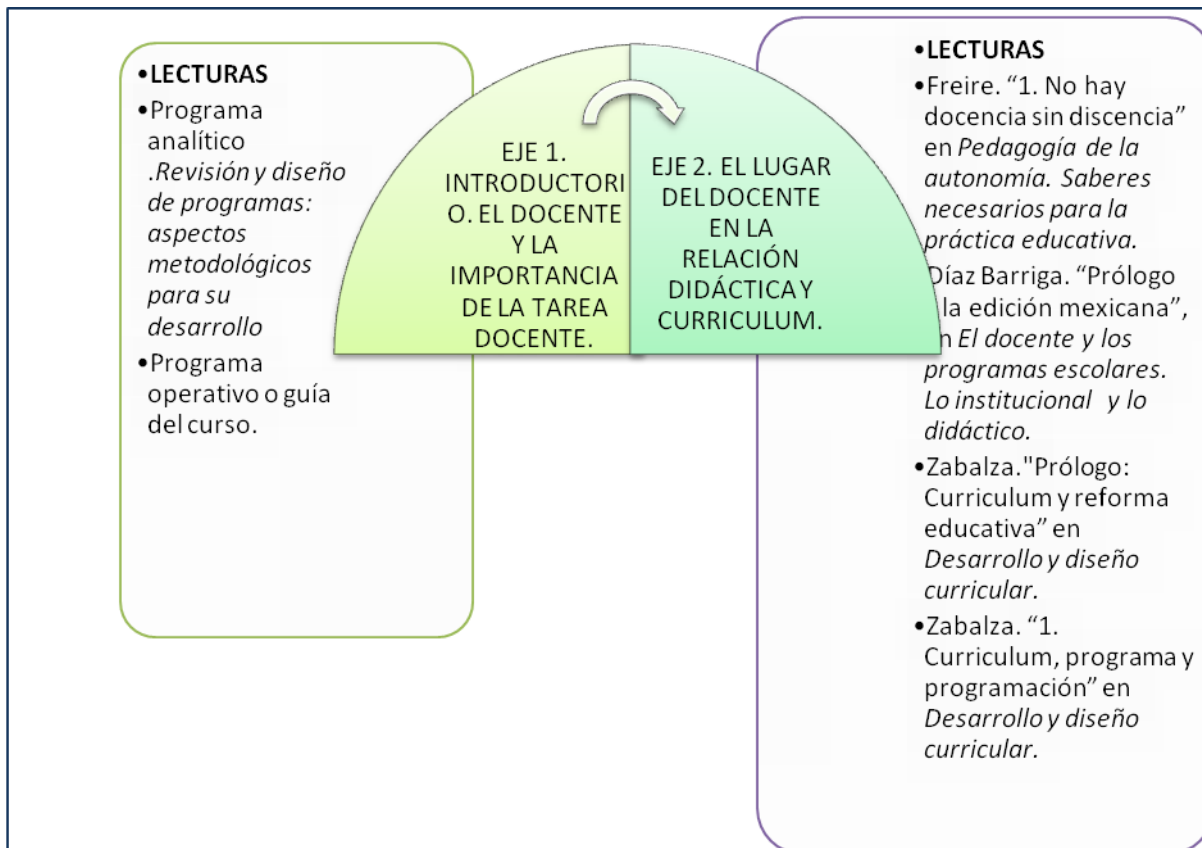 •LECTURAS
•Programa
analítico
.Revisión y diseño
de programas:
aspectos
metodológicos
para su
desarrollo
•Programa
operativo o guía
del curso.
EJE 1.
INTRODUCTORI
O. EL DOCENTE
Y LA
IMPORTANCIA
DE LA TAREA
DOCENTE.
EJE 2. EL LUGAR
DEL DOCENTE
EN LA
RELACIÓN
DIDÁCTICA Y
CURRICULUM.
•LECTURAS
•Freire. “1. No hay
docencia sin discencia”
en Pedagogía de la
autonomía. Saberes
necesarios para la
práctica educativa.
Díaz Barriga. “Prólogo
la edición mexicana”,
n El docente y los
programas escolares.
Lo institucional y lo
didáctico.
•Zabalza."Prólogo:
Curriculum y reforma
educativa” en
Desarrollo y diseño
curricular.
•Zabalza. “1.
Curriculum, programa y
programación” en
Desarrollo y diseño
curricular.